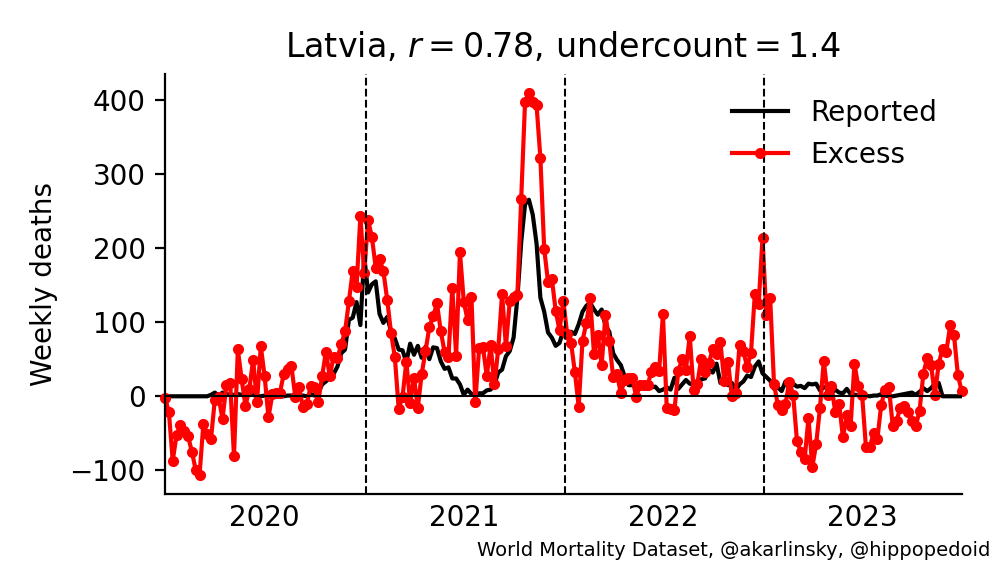 Latvia, r = 0.78, undercount = 1.4
Weekly deaths
400
300
200
100
0
−100
Reported
Excess
2020 2021 2022 2023
World Mortality Dataset, @akarlinsky, @hippopedoid